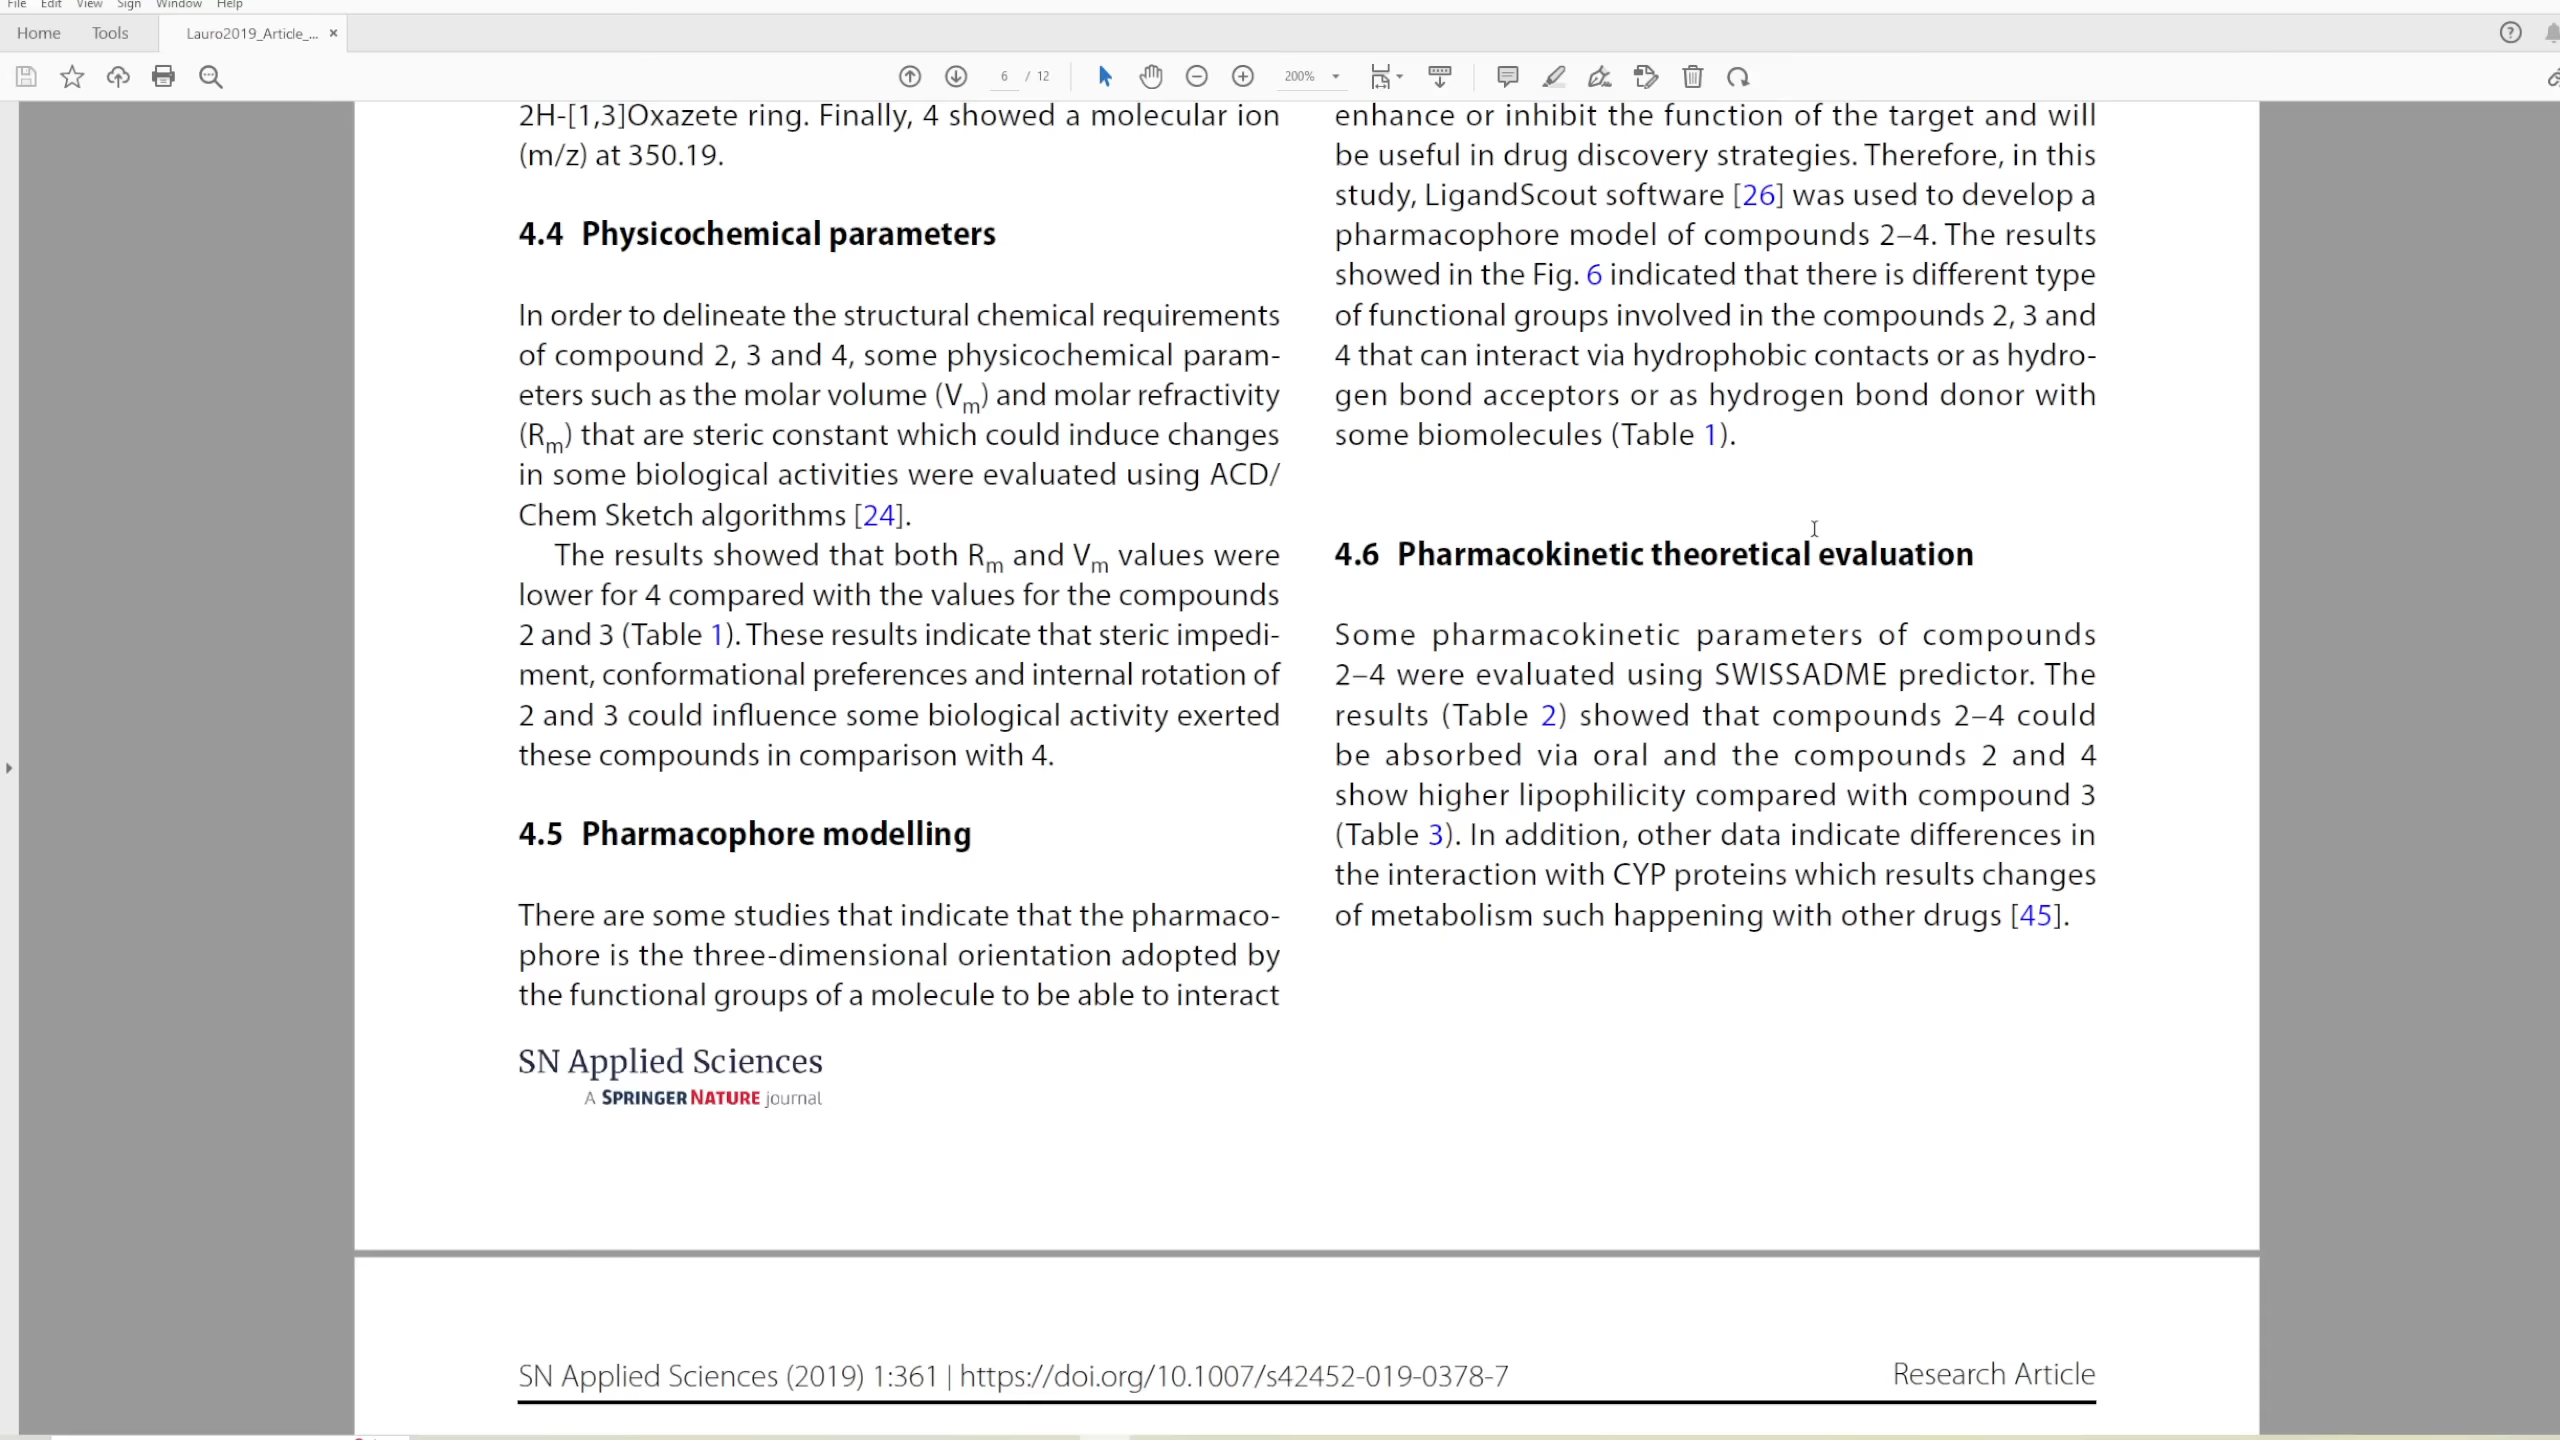 File Edit View Sign Window Help
Home Tools Lauro2019_Article_... ×
6 / 12 200%
2H-[1,3]Oxazete ring. Finally, 4 showed a molecular ion
(m/z) at 350.19.
4.4 Physicochemical parameters
In order to delineate the structural chemical requirements
of compound 2, 3 and 4, some physicochemical param-
eters such as the molar volume (Vm) and molar refractivity
(Rm) that are steric constant which could induce changes
in some biological activities were evaluated using ACD/
Chem Sketch algorithms [24].
The results showed that both Rm and Vm values were
lower for 4 compared with the values for the compounds
2 and 3 (Table 1). These results indicate that steric impedi-
ment, conformational preferences and internal rotation of
2 and 3 could influence some biological activity exerted
these compounds in comparison with 4.
4.5 Pharmacophore modelling
There are some studies that indicate that the pharmaco-
phore is the three-dimensional orientation adopted by
the functional groups of a molecule to be able to interact
enhance or inhibit the function of the target and will
be useful in drug discovery strategies. Therefore, in this
study, LigandScout software [26] was used to develop a
pharmacophore model of compounds 2–4. The results
showed in the Fig. 6 indicated that there is different type
of functional groups involved in the compounds 2, 3 and
4 that can interact via hydrophobic contacts or as hydro-
gen bond acceptors or as hydrogen bond donor with
some biomolecules (Table 1).
4.6 Pharmacokinetic theoretical evaluation
Some pharmacokinetic parameters of compounds
2–4 were evaluated using SWISSADME predictor. The
results (Table 2) showed that compounds 2–4 could
be absorbed via oral and the compounds 2 and 4
show higher lipophilicity compared with compound 3
(Table 3). In addition, other data indicate differences in
the interaction with CYP proteins which results changes
of metabolism such happening with other drugs [45].
SN Applied Sciences
A SPRINGER NATURE journal
SN Applied Sciences (2019) 1:361 | https://doi.org/10.1007/s42452-019-0378-7
Research Article